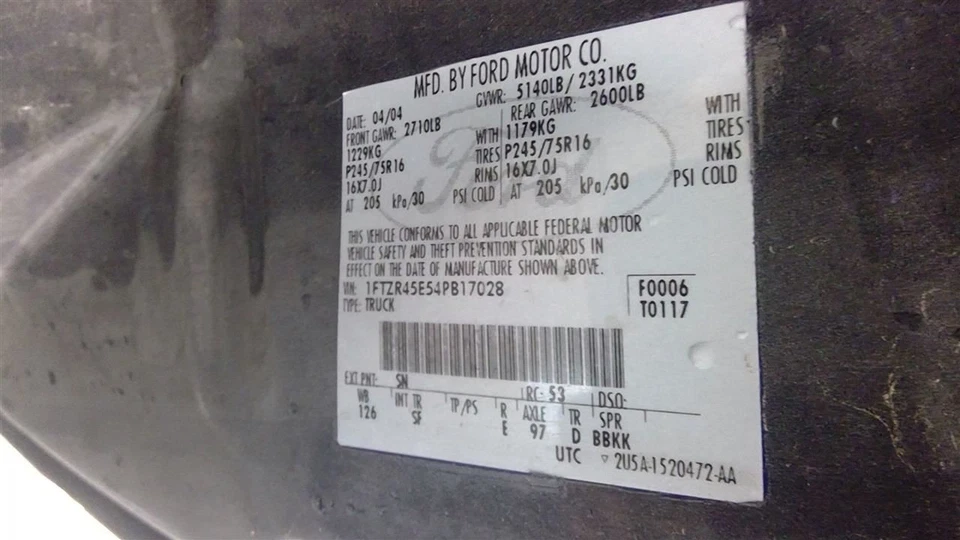 MFD. BY FORD MOTOR CO.
DATE: 04/04 GVWR: 5140LB/ 2331KG
FRONT GAWR: 2710LB REAR GAWR: 2600LB
1229KG WITH 1179KG WITH
P245/75R16 TIRES P245/75R16 TIRES
16X7.0J RIMS 16X7.0J RIMS
AT 205 kPa/30 PSI COLD AT 205 kPa/30 PSI COLD
Ford
THIS VEHICLE CONFORMS TO ALL APPLICABLE FEDERAL MOTOR
VEHICLE SAFETY AND THEFT PREVENTION STANDARDS IN
EFFECT ON THE DATE OF MANUFACTURE SHOWN ABOVE.
VIN: 1FTZR45E54PB17028 F0006
TYPE: TRUCK T0117
EXT PNT: SN RC: 53 DSO:
WB INT TR TP/PS R AXLE TR SPR
126 SF E 97 D BBKK
UTC ▽ 2U5A-1520472-AA